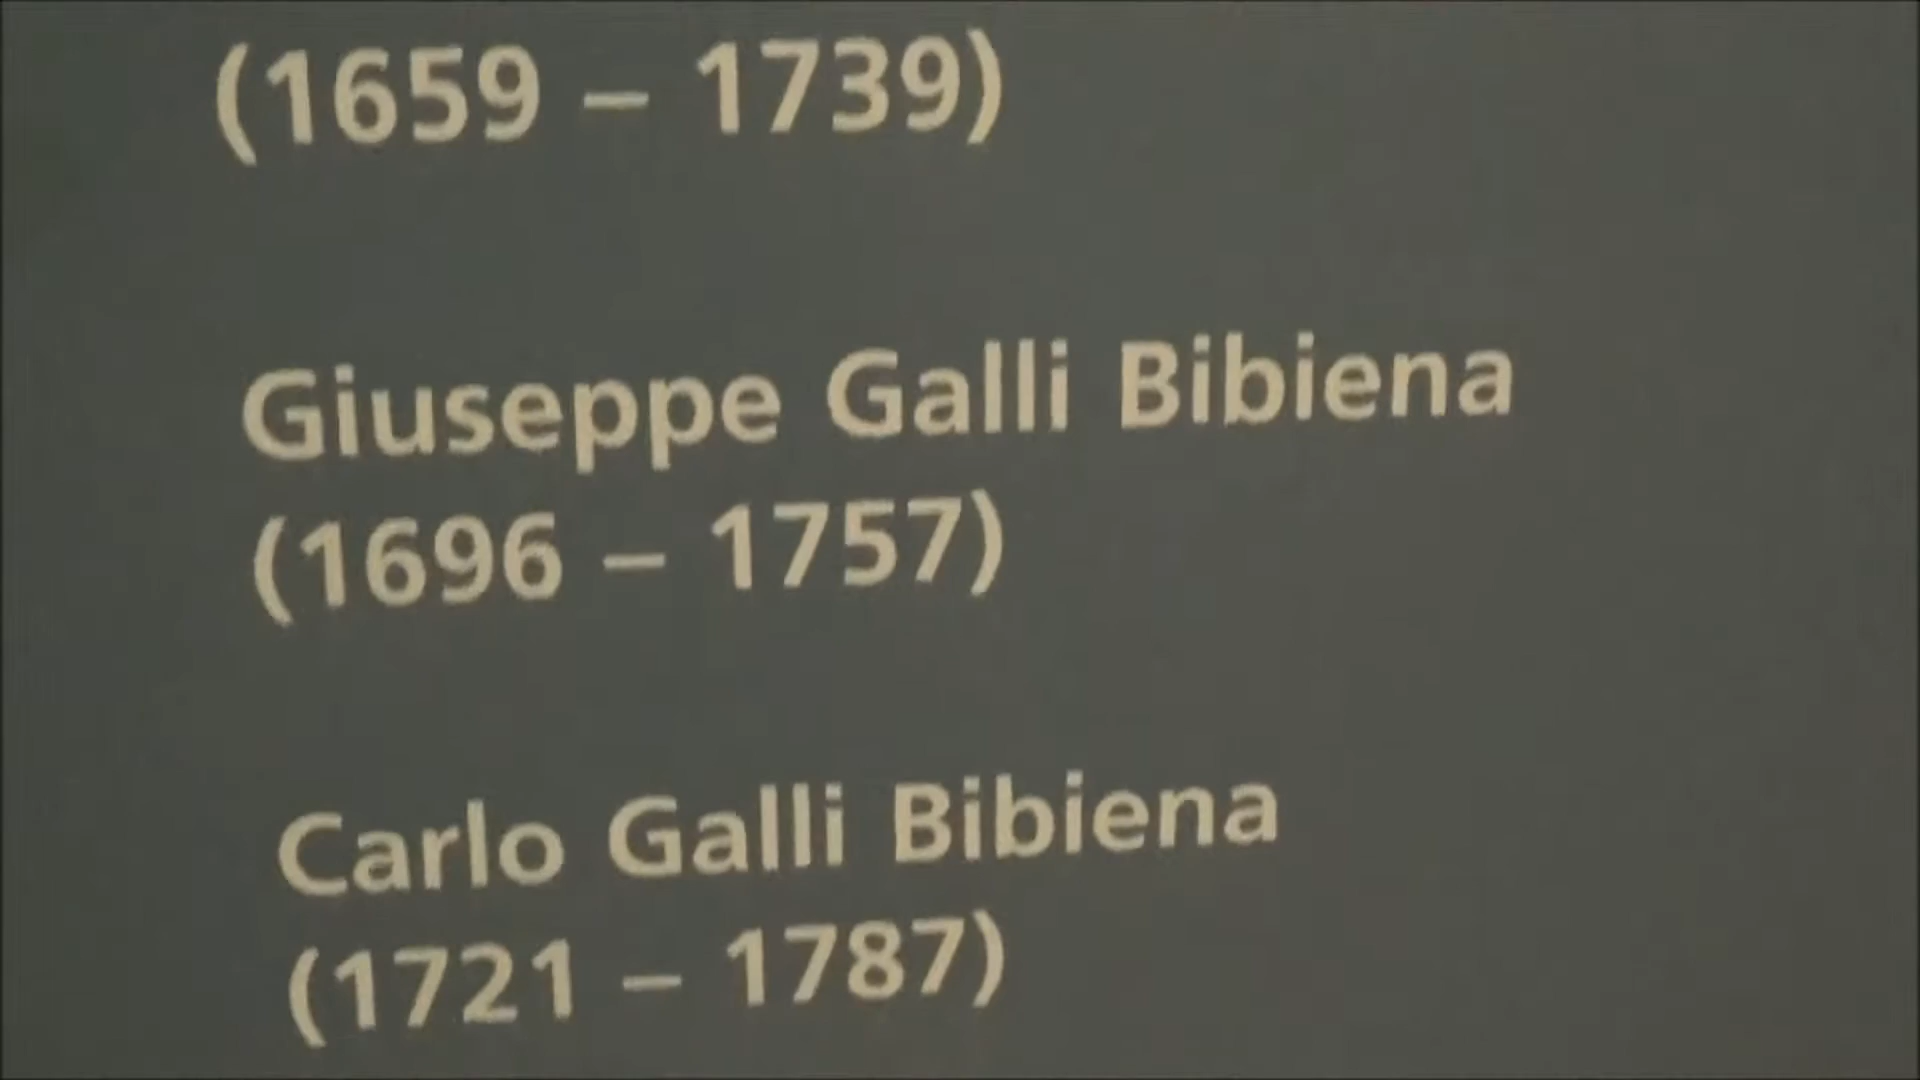 (1659 – 1739)
Giuseppe Galli Bibiena
(1696 – 1757)
Carlo Galli Bibiena
(1721 – 1787)